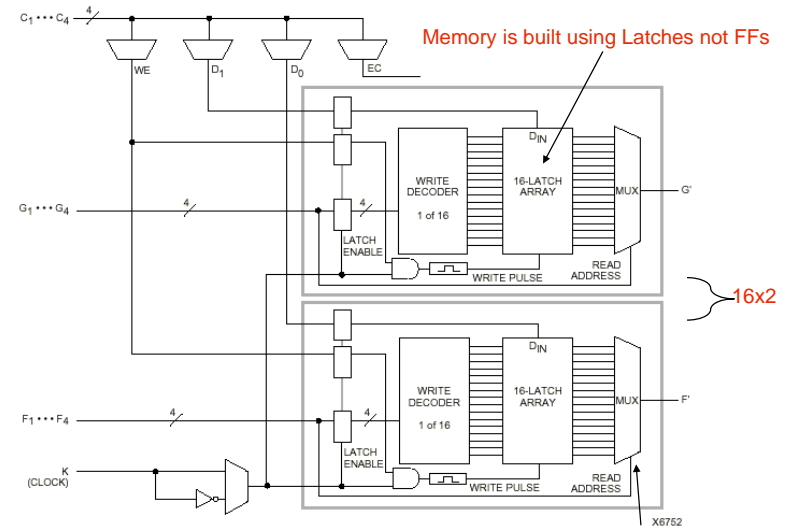 C1 • • • C4
4
Memory is built using Latches not FFs
WE
D1
D0
EC
DIN
WRITE
DECODER
1 of 16
16-LATCH
ARRAY
MUX
G'
G1 • • • G4
4
4
LATCH
ENABLE
WRITE PULSE
READ
ADDRESS
16x2
DIN
WRITE
DECODER
1 of 16
16-LATCH
ARRAY
MUX
F'
F1 • • • F4
4
4
LATCH
ENABLE
K
(CLOCK)
WRITE PULSE
READ
ADDRESS
X6752